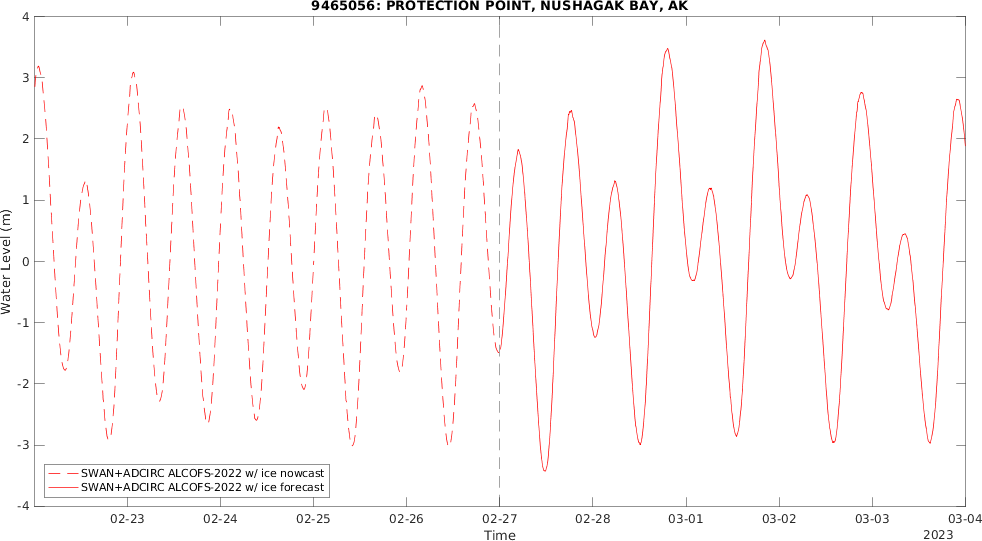 9465056: PROTECTION POINT, NUSHAGAK BAY, AK
Water Level (m)
4
3
2
1
0
-1
-2
-3
-4
SWAN+ADCIRC ALCOFS-2022 w/ ice nowcast
SWAN+ADCIRC ALCOFS-2022 w/ ice forecast
02-23 02-24 02-25 02-26 02-27 02-28 03-01 03-02 03-03 03-04
Time
2023